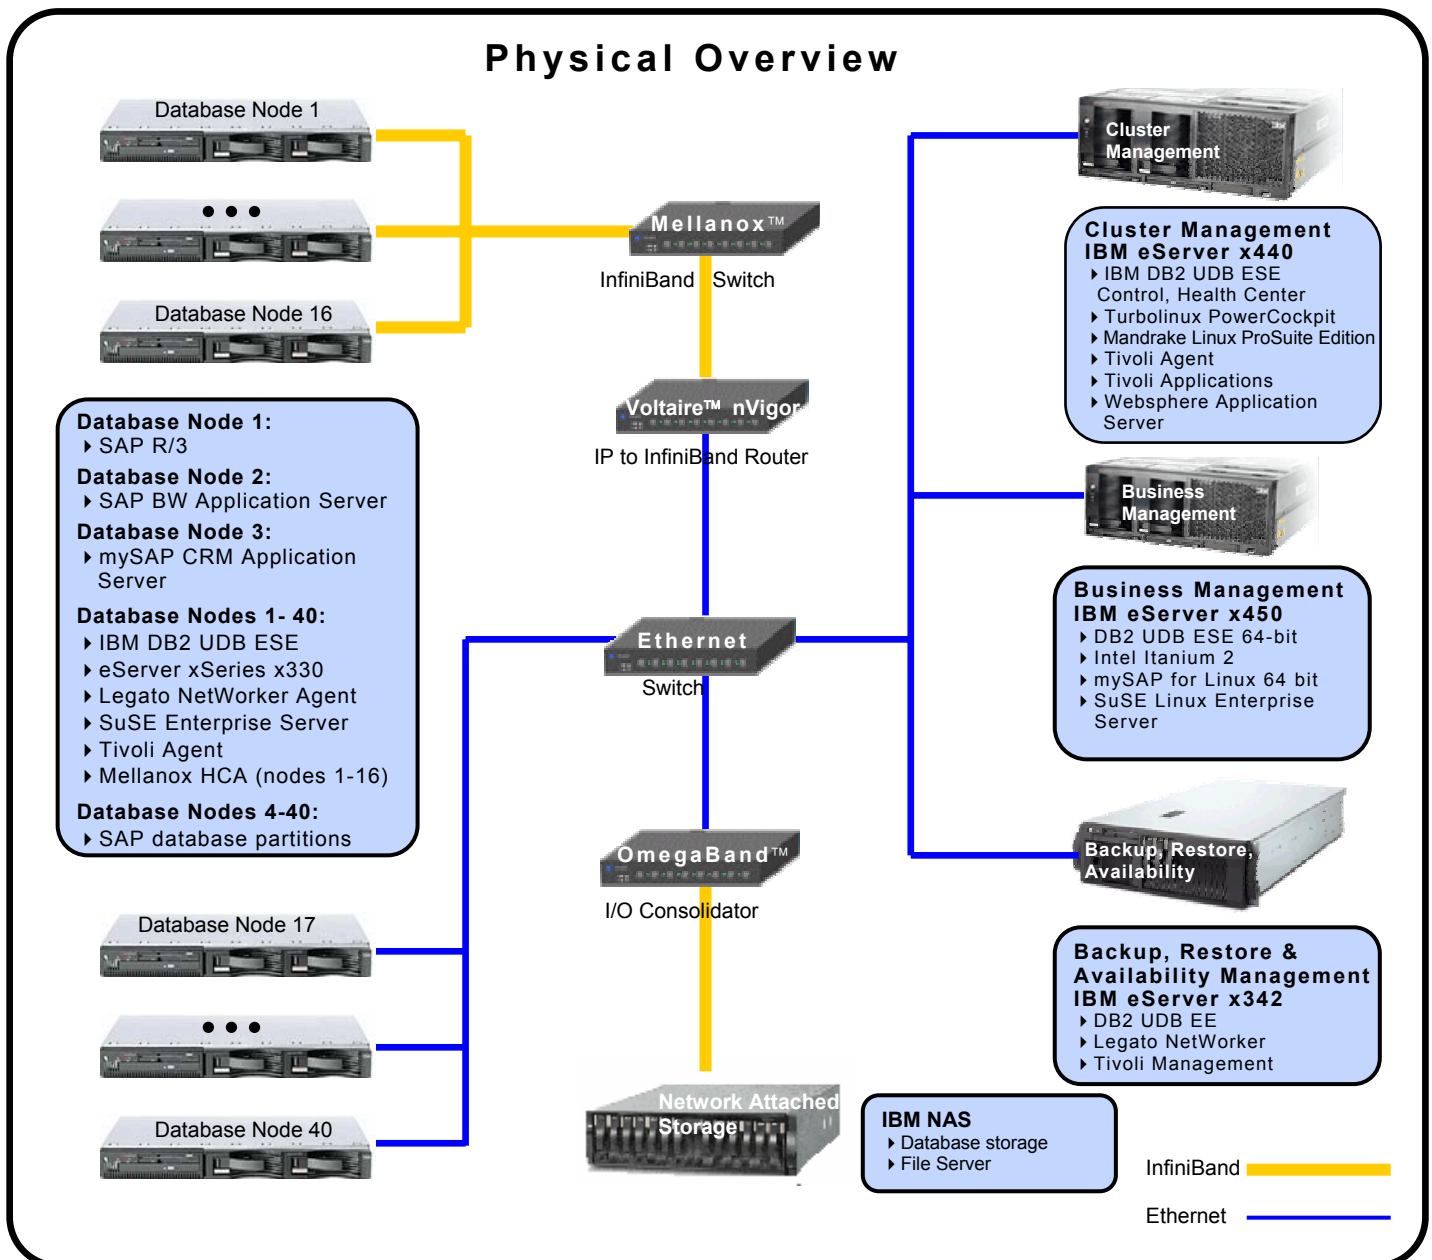 Physical Overview
Database Node 1
• • •
Database Node 16
Mellanox™
InfiniBand Switch
Voltaire™ nVigor
IP to InfiniBand Router
Ethernet
Switch
OmegaBand™
I/O Consolidator
Network Attached
Storage
Cluster
Management
Cluster Management
IBM eServer x440
IBM DB2 UDB ESE
Control, Health Center
Turbolinux PowerCockpit
Mandrake Linux ProSuite Edition
Tivoli Agent
Tivoli Applications
Websphere Application
Server
Database Node 1:
SAP R/3
Database Node 2:
SAP BW Application Server
Database Node 3:
mySAP CRM Application
Server
Database Nodes 1- 40:
IBM DB2 UDB ESE
eServer xSeries x330
Legato NetWorker Agent
SuSE Enterprise Server
Tivoli Agent
Mellanox HCA (nodes 1-16)
Database Nodes 4-40:
SAP database partitions
Business
Management
Business Management
IBM eServer x450
DB2 UDB ESE 64-bit
Intel Itanium 2
mySAP for Linux 64 bit
SuSE Linux Enterprise
Server
Backup, Restore,
Availability
Backup, Restore &
Availability Management
IBM eServer x342
DB2 UDB EE
Legato NetWorker
Tivoli Management
Database Node 17
• • •
Database Node 40
IBM NAS
Database storage
File Server
InfiniBand
Ethernet